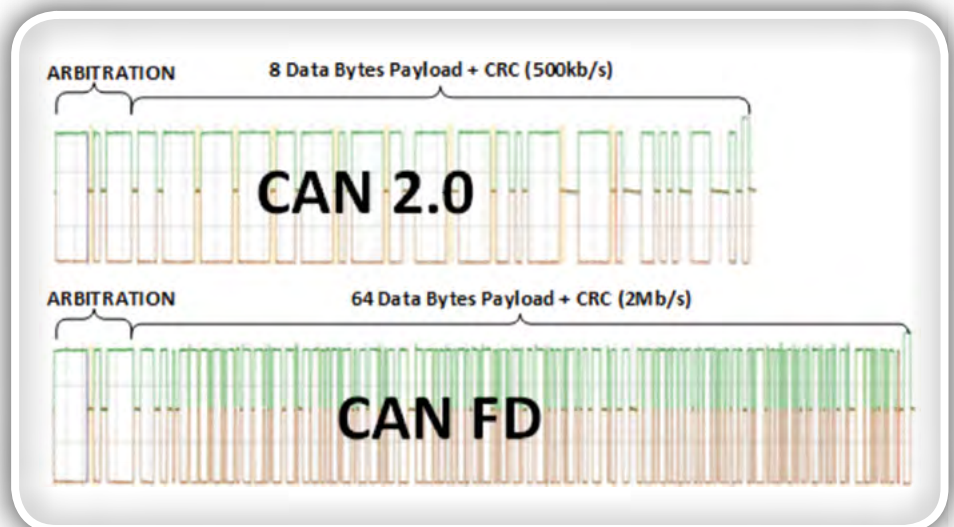 ARBITRATION
8 Data Bytes Payload + CRC (500kb/s)
CAN 2.0
ARBITRATION
64 Data Bytes Payload + CRC (2Mb/s)
CAN FD